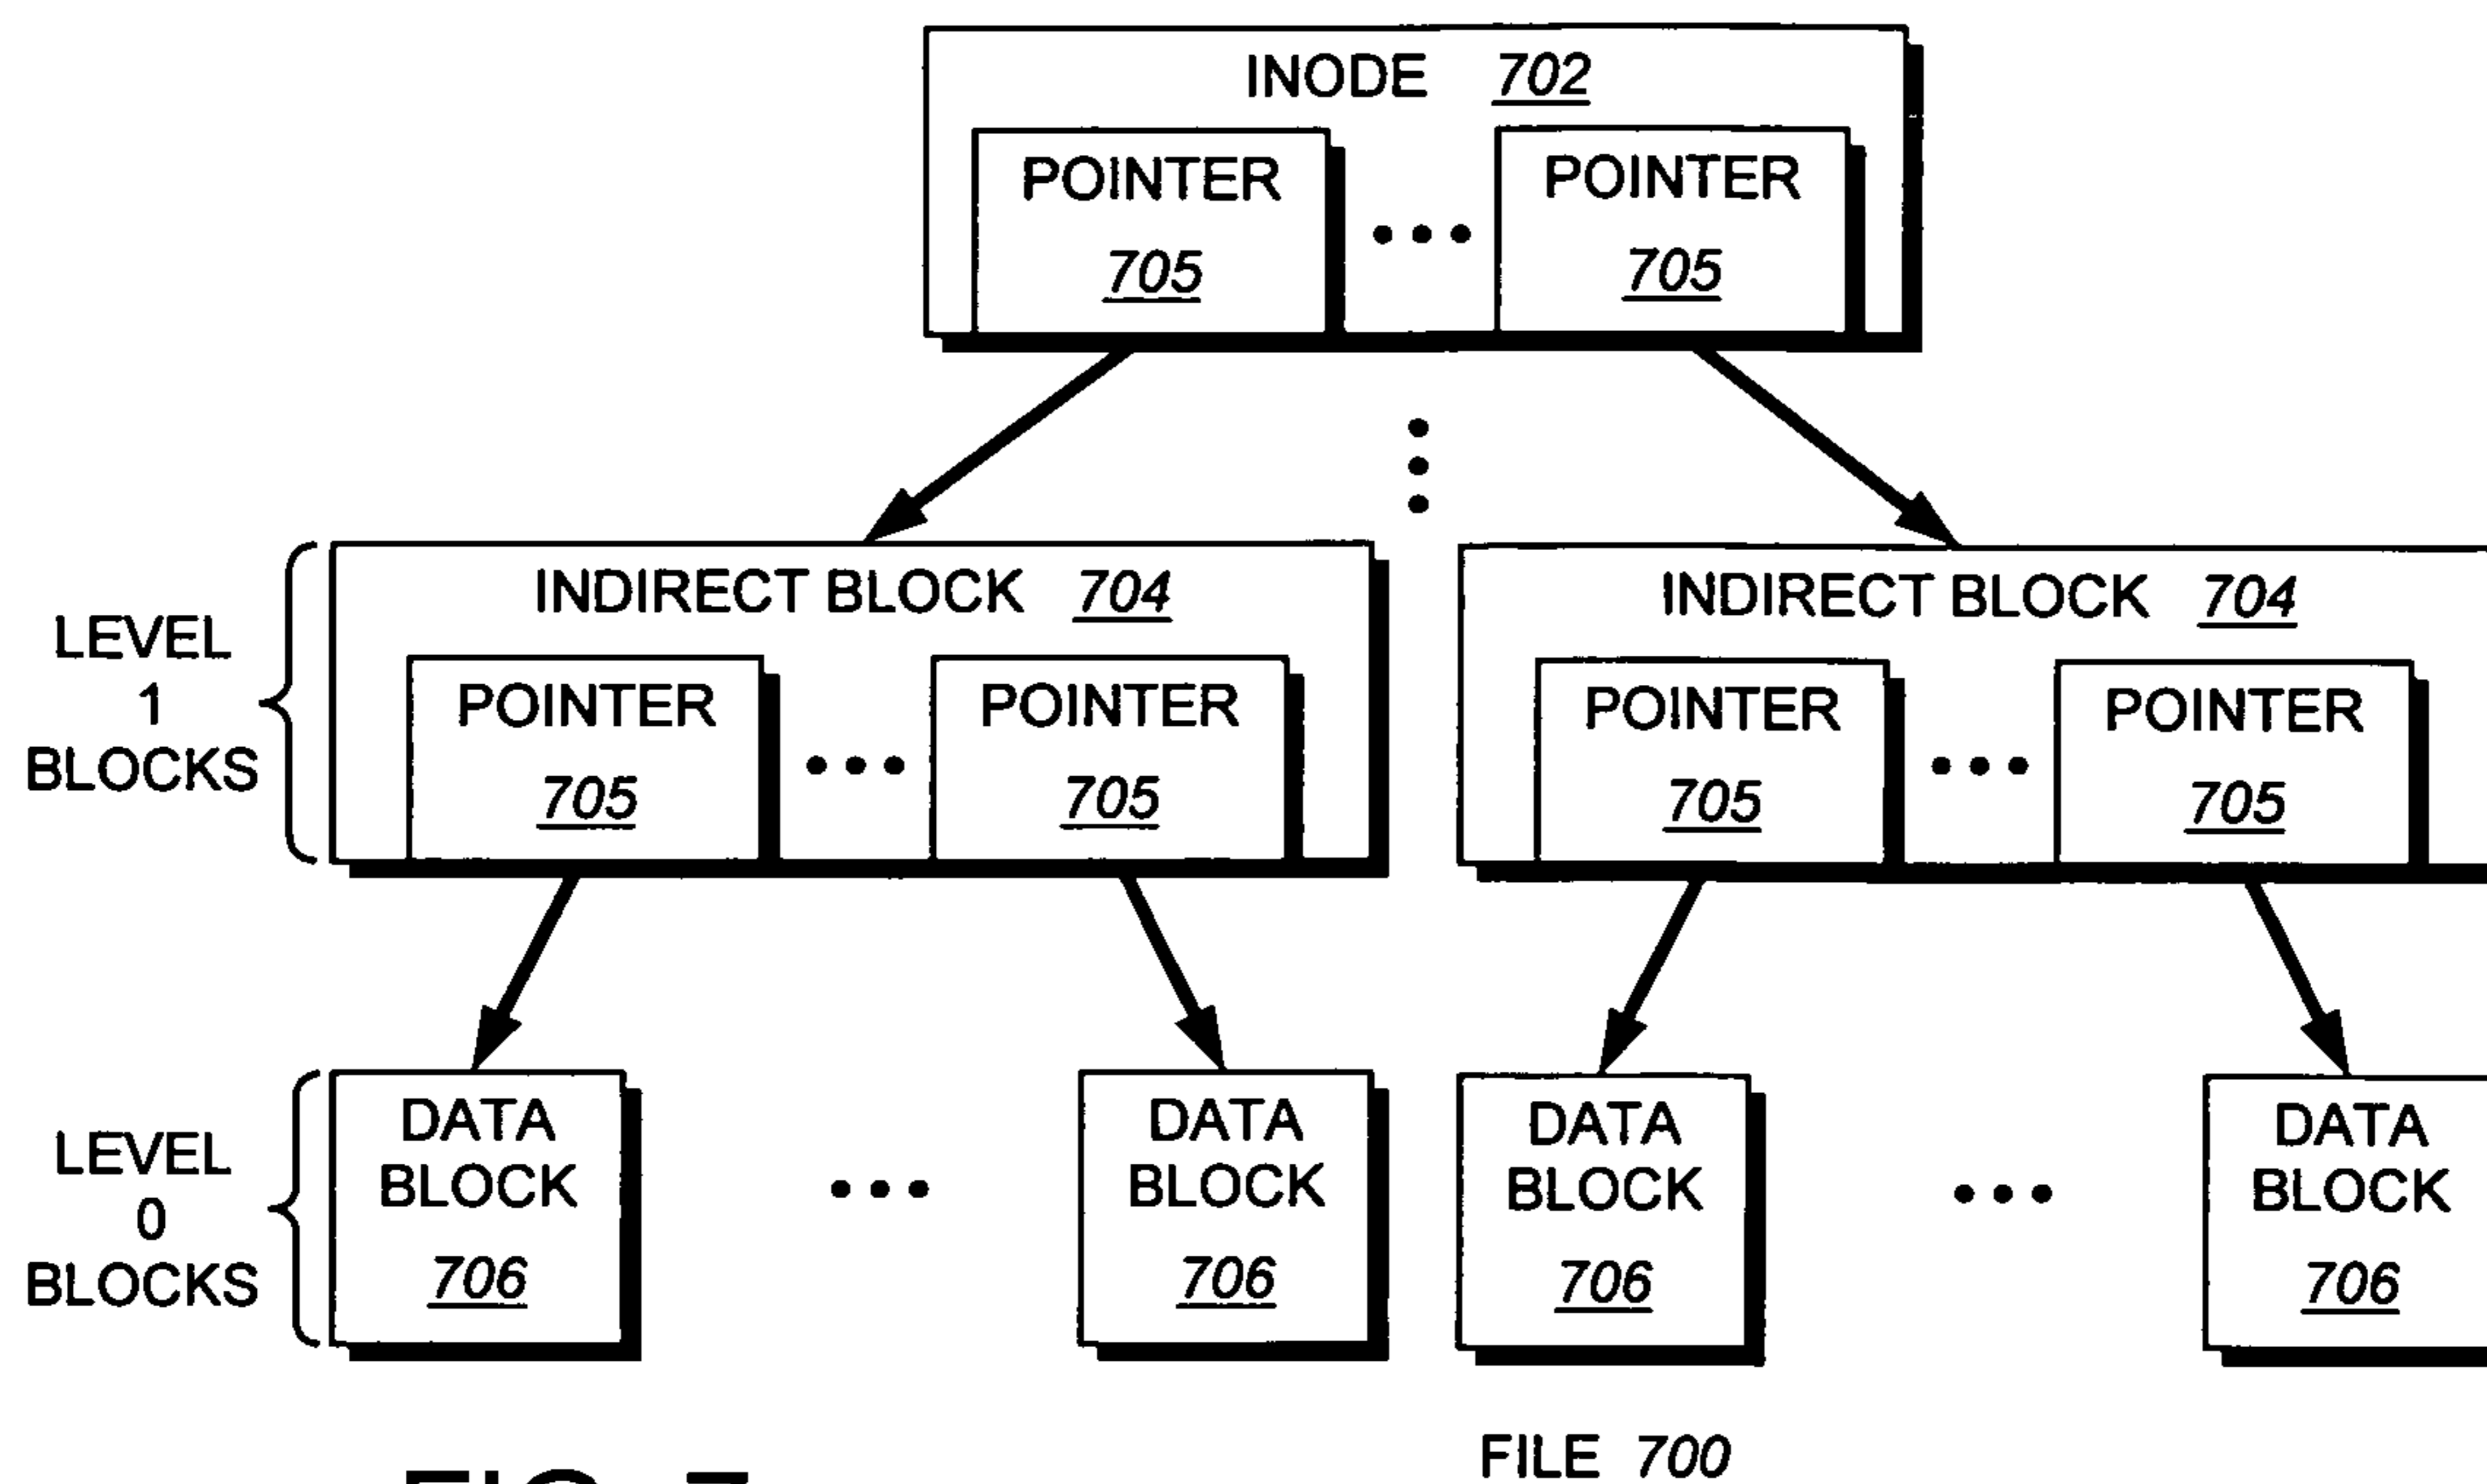 INODE 702
POINTER POINTER
705 705
INDIRECT BLOCK 704 INDIRECT BLOCK 704
LEVEL
1
BLOCKS
POINTER POINTER POINTER POINTER
705 705 705 705
LEVEL
0
BLOCKS
DATA
BLOCK
706
DATA
BLOCK
706
DATA
BLOCK
706
DATA
BLOCK
706
FILE 700